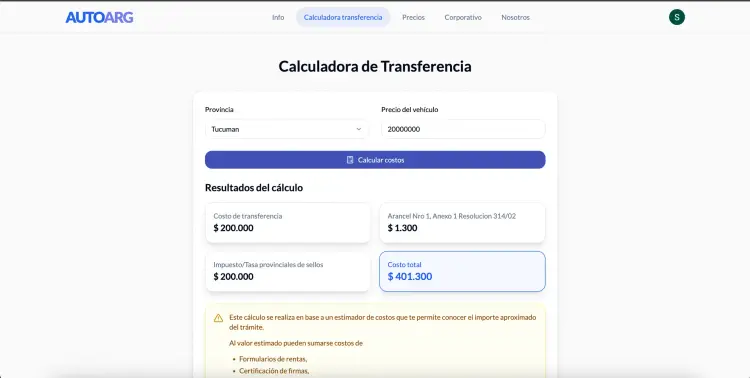 AUTOARG
Info
Calculadora transferencia
Precios
Corporativo
Nosotros
S
Calculadora de Transferencia
Provincia
Precio del vehículo
Tucuman
20000000
Calcular costos
Resultados del cálculo
Costo de transferencia
$ 200.000
Arancel Nro 1, Anexo 1 Resolucion 314/02
$ 1.300
Impuesto/Tasa provinciales de sellos
$ 200.000
Costo total
$ 401.300
Este cálculo se realiza en base a un estimador de costos que te permite conocer el importe aproximado
del trámite.
Al valor estimado pueden sumarse costos de
• Formularios de rentas,
• Certificación de firmas,